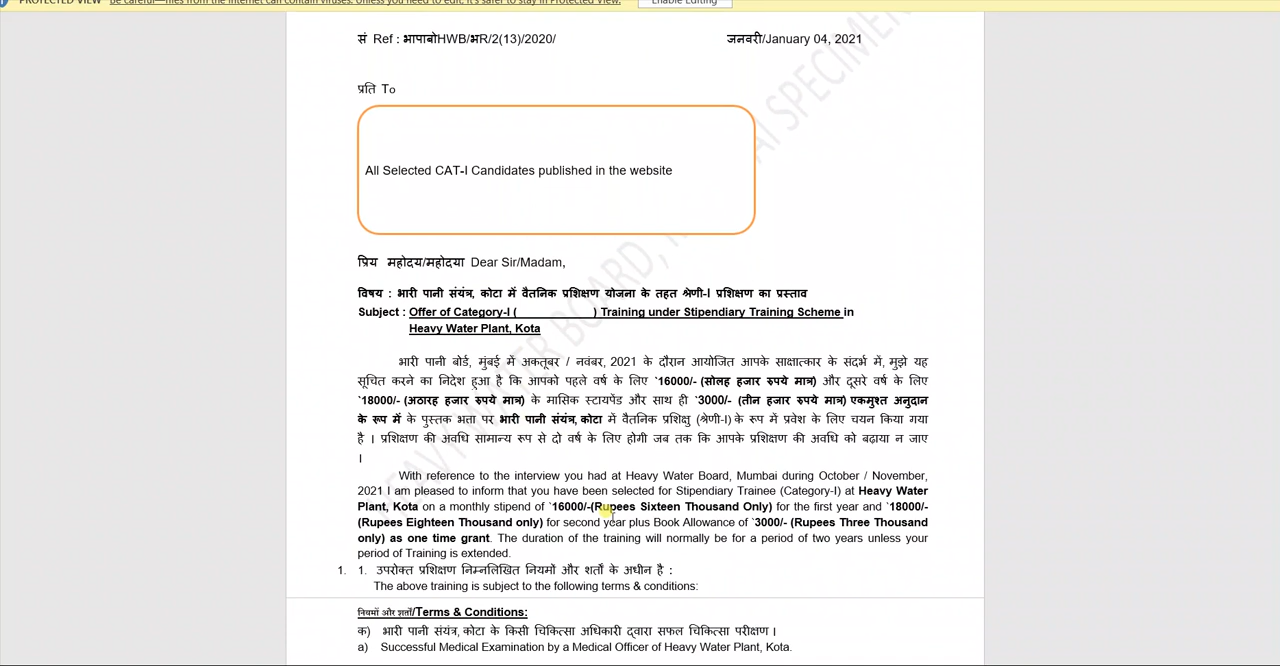 PROTECTED VIEW Be careful—files from the Internet can contain viruses. Unless you need to edit, it's safer to stay in Protected View. Enable Editing
सं Ref : भापाबोHWB/भR/2(13)/2020/ जनवरी/January 04, 2021
प्रति To
All Selected CAT-I Candidates published in the website
प्रिय महोदय/महोदया Dear Sir/Madam,
विषय : भारी पानी संयंत्र, कोटा में वैतनिक प्रशिक्षण योजना के तहत श्रेणी-I प्रशिक्षण का प्रस्ताव
Subject : Offer of Category-I ( ) Training under Stipendiary Training Scheme in
Heavy Water Plant, Kota
भारी पानी बोर्ड, मुंबई में अकतूबर / नवंबर, 2021 के दौरान आयोजित आपके साक्षात्कार के संदर्भ में, मुझे यह
सूचित करने का निदेश हुआ है कि आपको पहले वर्ष के लिए `16000/- (सोलह हजार रुपये मात्र) और दूसरे वर्ष के लिए
`18000/- (अठारह हजार रुपये मात्र) के मासिक स्टायपेंड और साथ ही `3000/- (तीन हजार रुपये मात्र) एकमुश्त अनुदान
के रूप में के पुस्तक भत्ता पर भारी पानी संयंत्र, कोटा में वैतनिक प्रशिक्षु (श्रेणी-I) के रूप में प्रवेश के लिए चयन किया गया
है । प्रशिक्षण की अवधि सामान्य रूप से दो वर्ष के लिए होगी जब तक कि आपके प्रशिक्षण की अवधि को बढ़ाया न जाए
।
With reference to the interview you had at Heavy Water Board, Mumbai during October / November,
2021 I am pleased to inform that you have been selected for Stipendiary Trainee (Category-I) at Heavy Water
Plant, Kota on a monthly stipend of `16000/-(Rupees Sixteen Thousand Only) for the first year and `18000/-
(Rupees Eighteen Thousand only) for second year plus Book Allowance of `3000/- (Rupees Three Thousand
only) as one time grant. The duration of the training will normally be for a period of two years unless your
period of Training is extended.
1. 1. उपरोक्त प्रशिक्षण निम्नलिखित नियमों और शर्तों के अधीन है :
The above training is subject to the following terms & conditions:
नियमों और शर्तों/Terms & Conditions:
क) भारी पानी संयंत्र, कोटा के किसी चिकित्सा अधिकारी द्वारा सफल चिकित्सा परीक्षण ।
a) Successful Medical Examination by a Medical Officer of Heavy Water Plant, Kota.